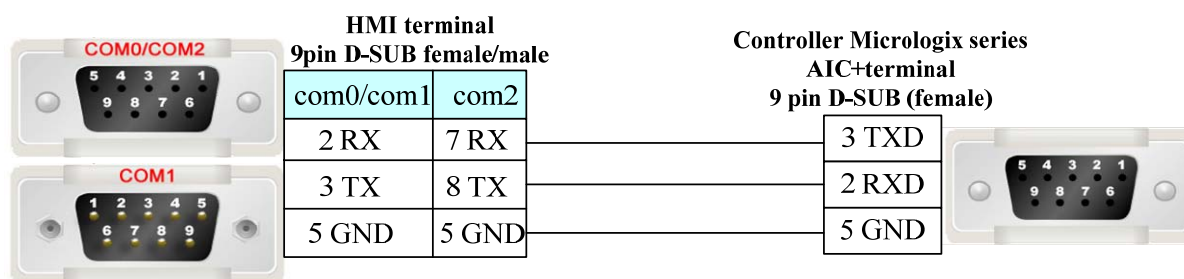 HMI terminal
9pin D-SUB female/male
Controller Micrologix series
AIC+terminal
9 pin D-SUB (female)
COM0/COM2
5 4 3 2 1
9 8 7 6
com0/com1 com2
2 RX 7 RX
3 TX 8 TX
5 GND 5 GND
COM1
1 2 3 4 5
6 7 8 9
3 TXD
2 RXD
5 GND
5 4 3 2 1
9 8 7 6